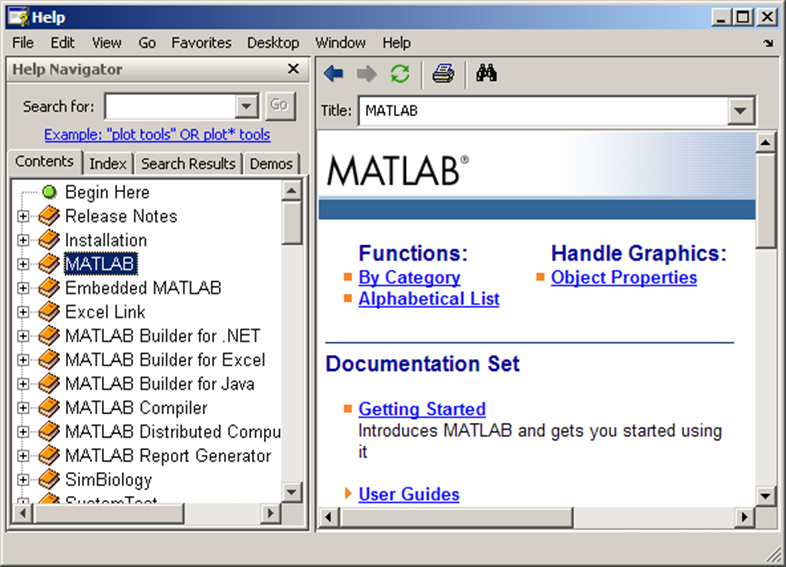 Help
File Edit View Go Favorites Desktop Window Help
Help Navigator
Search for:
Go
Example: "plot tools" OR plot* tools
Contents Index Search Results Demos
Begin Here
Release Notes
Installation
MATLAB
Embedded MATLAB
Excel Link
MATLAB Builder for .NET
MATLAB Builder for Excel
MATLAB Builder for Java
MATLAB Compiler
MATLAB Distributed Compu
MATLAB Report Generator
SimBiology
SystemTest
Title: MATLAB
MATLAB®
Functions:
By Category
Alphabetical List
Handle Graphics:
Object Properties
Documentation Set
Getting Started
Introduces MATLAB and gets you started using
it
User Guides